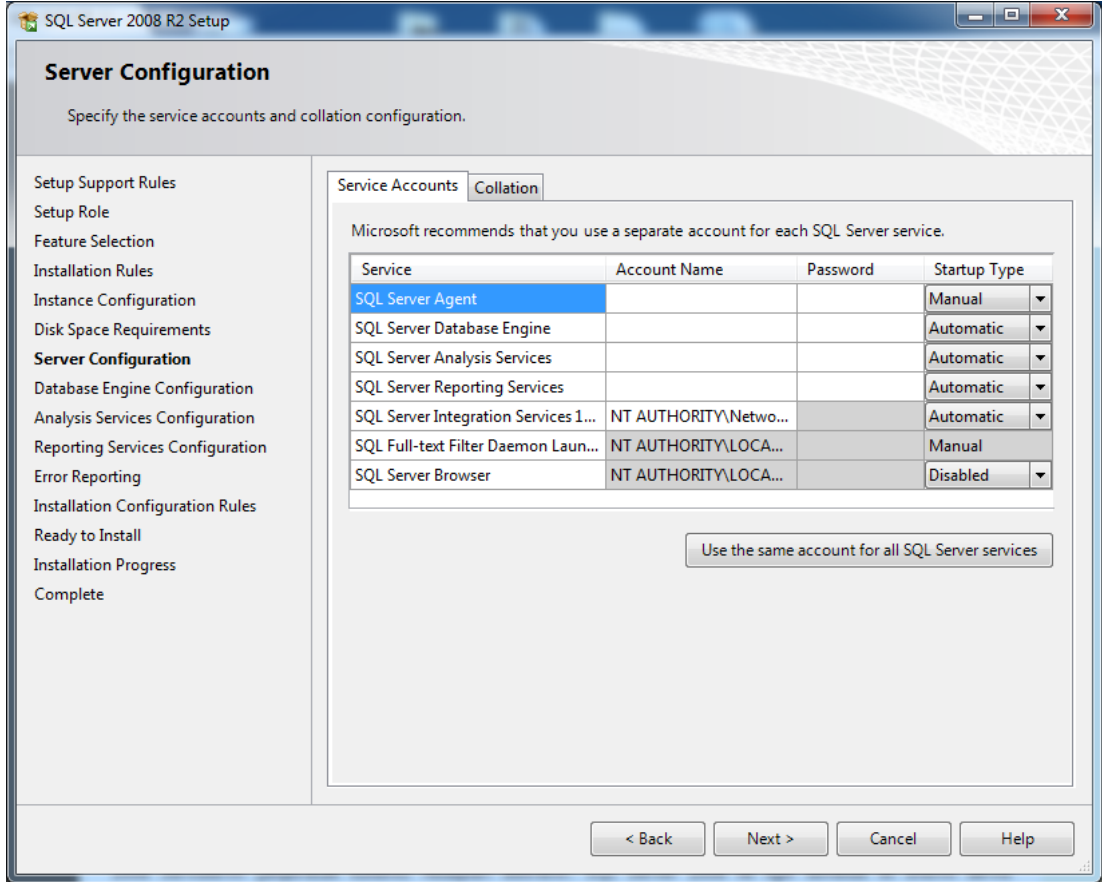 SQL Server 2008 R2 Setup
Server Configuration
Specify the service accounts and collation configuration.
Setup Support Rules
Setup Role
Feature Selection
Installation Rules
Instance Configuration
Disk Space Requirements
Server Configuration
Database Engine Configuration
Analysis Services Configuration
Reporting Services Configuration
Error Reporting
Installation Configuration Rules
Ready to Install
Installation Progress
Complete
Service Accounts Collation
Microsoft recommends that you use a separate account for each SQL Server service.
Service Account Name Password Startup Type
SQL Server Agent Manual
SQL Server Database Engine Automatic
SQL Server Analysis Services Automatic
SQL Server Reporting Services Automatic
SQL Server Integration Services 1... NT AUTHORITY\Netwo... Automatic
SQL Full-text Filter Daemon Laun... NT AUTHORITY\LOCA... Manual
SQL Server Browser NT AUTHORITY\LOCA... Disabled
Use the same account for all SQL Server services
< Back Next > Cancel Help